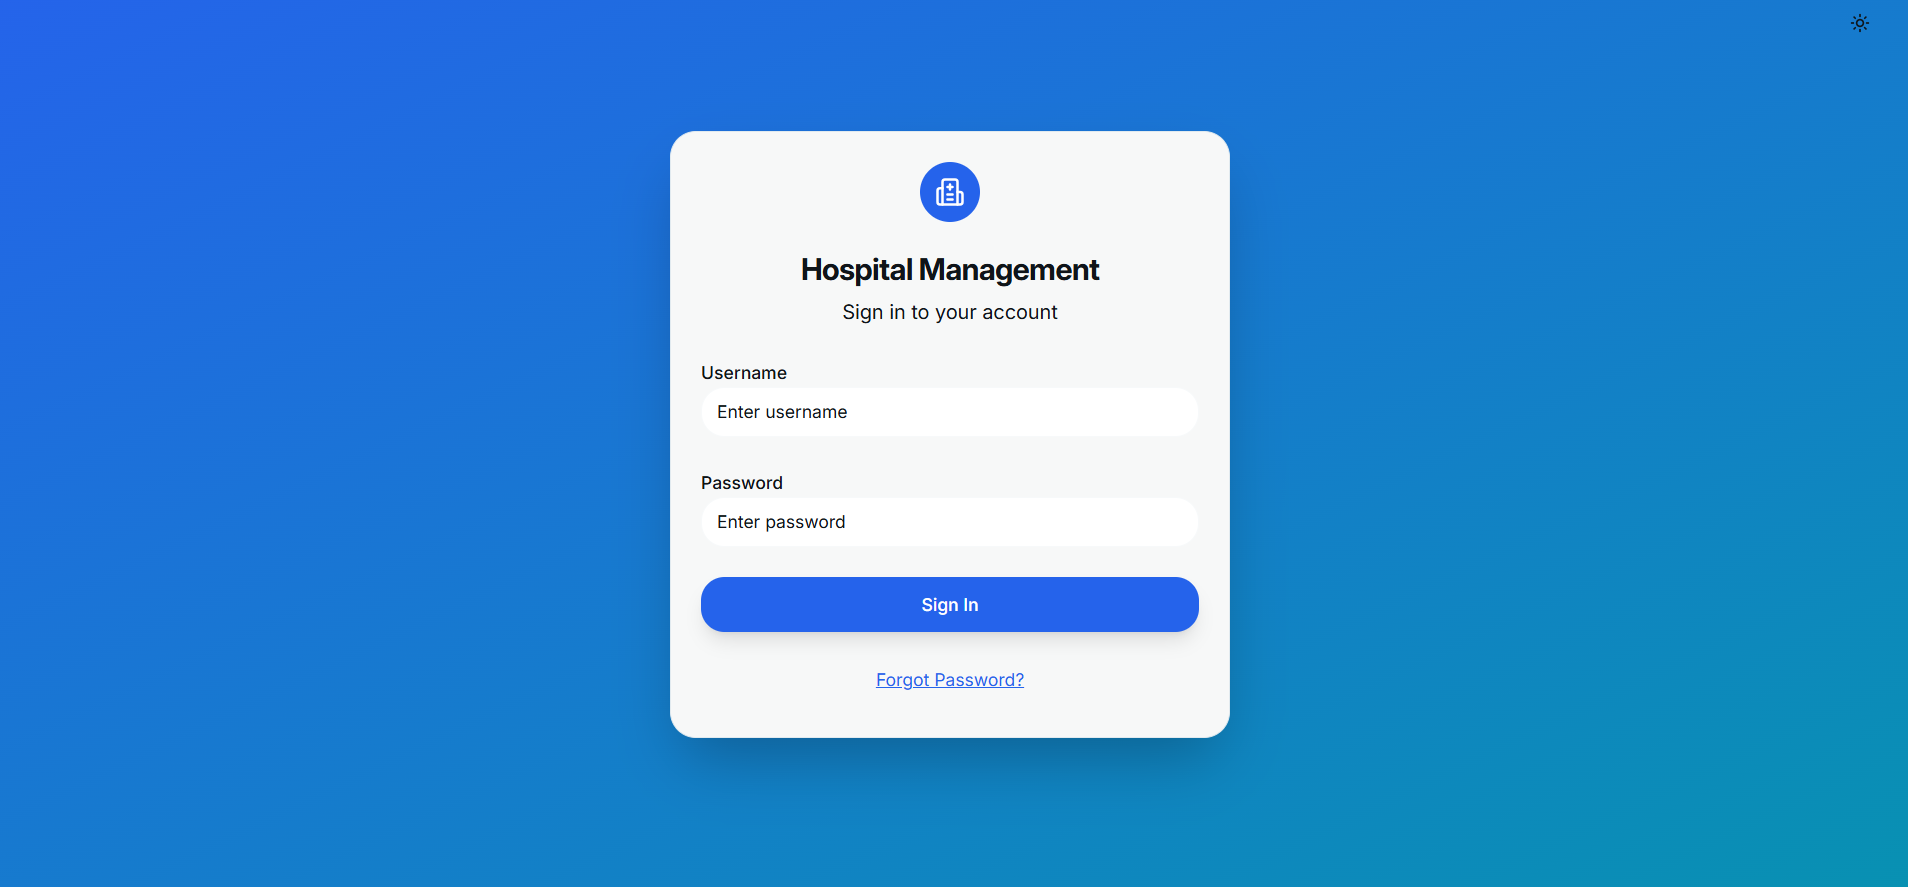 Hospital Management
Sign in to your account
Username
Enter username
Password
Enter password
Sign In
Forgot Password?